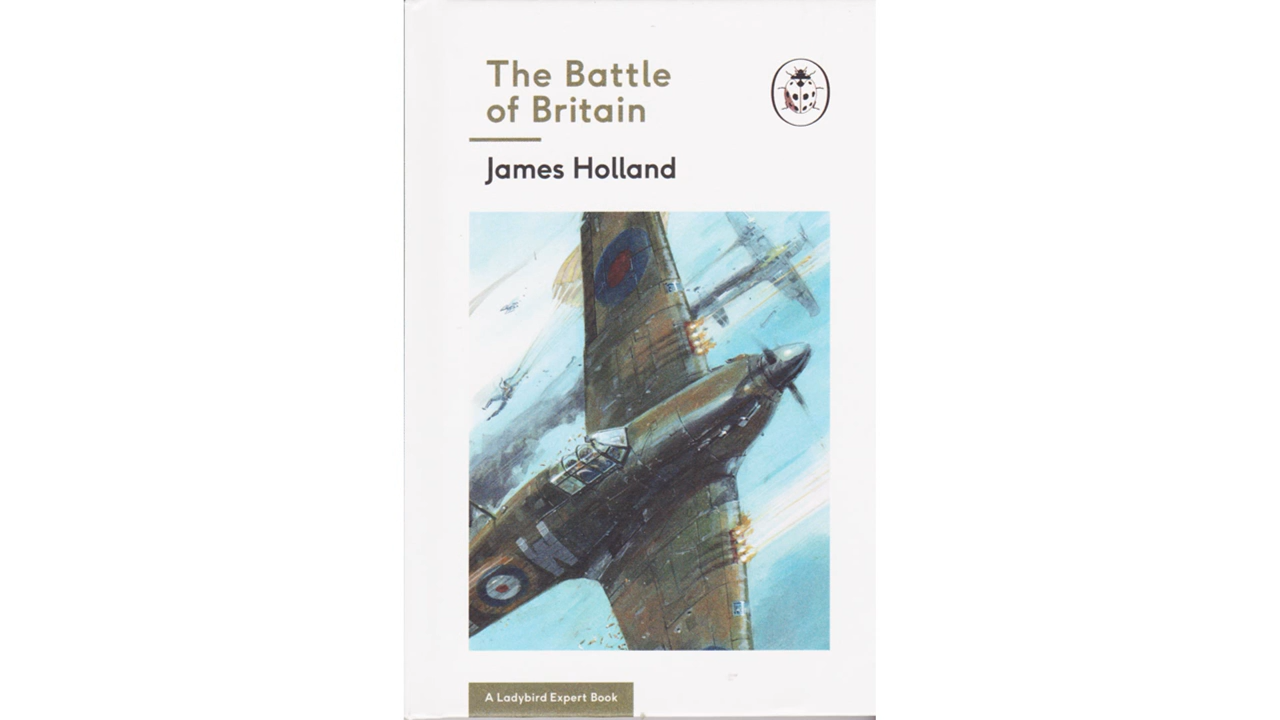 The Battle
of Britain
James Holland
A Ladybird Expert Book